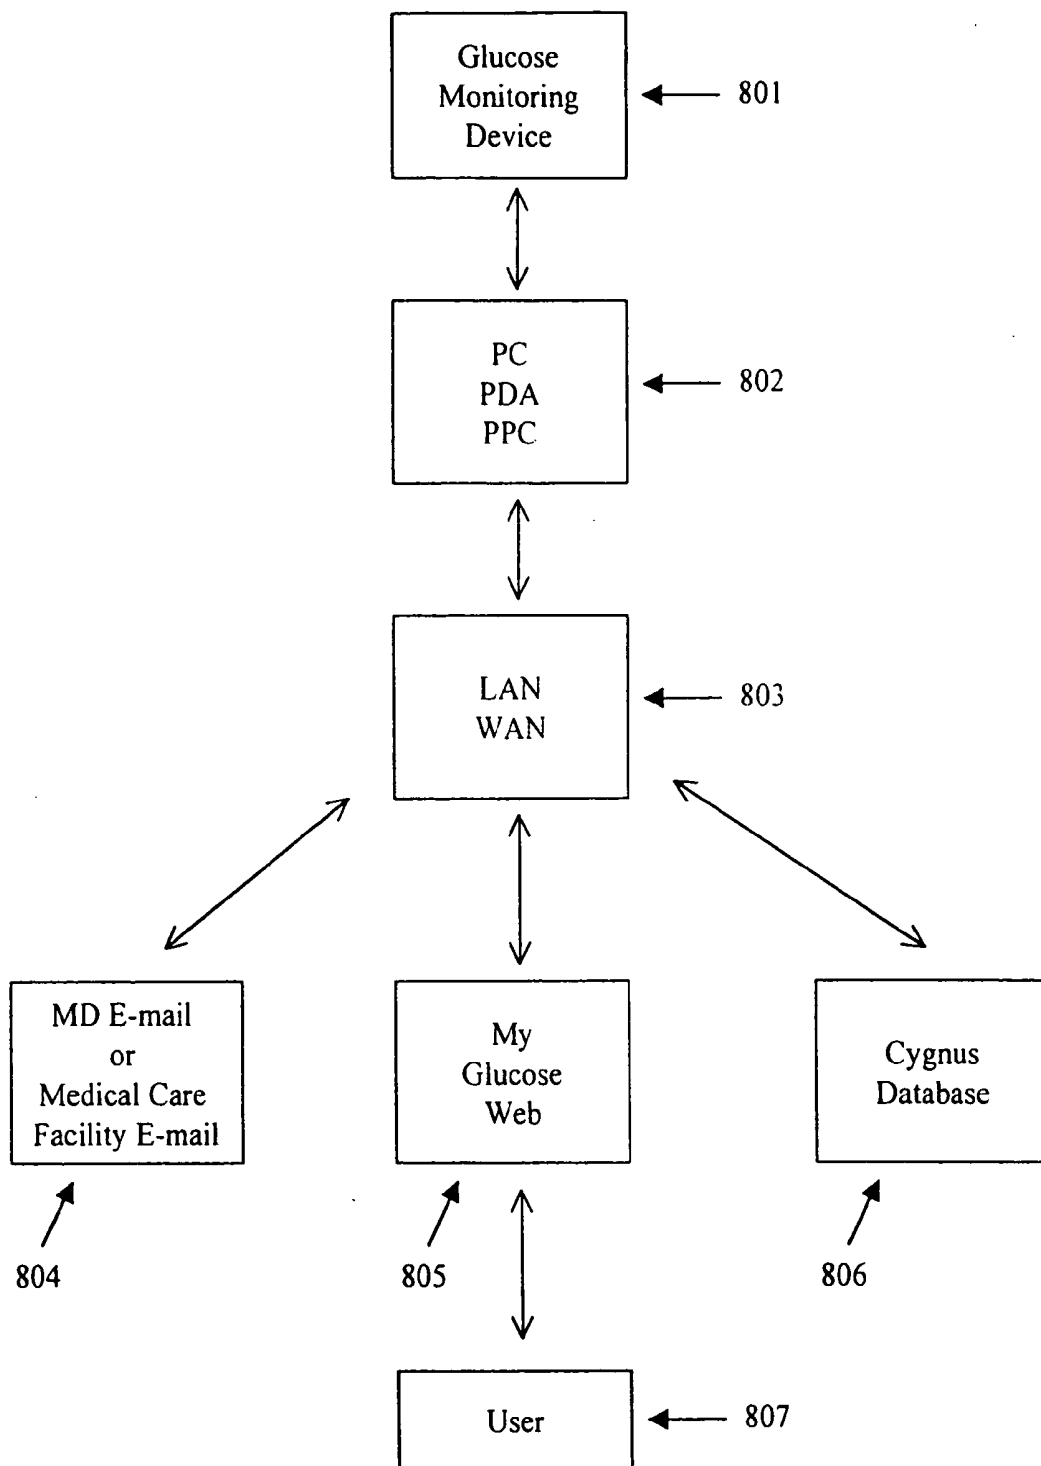 Glucose
Monitoring
Device
801
PC
PDA
PPC
802
LAN
WAN
803
MD E-mail
or
Medical Care
Facility E-mail
804
My
Glucose
Web
805
Cygnus
Database
806
User
807